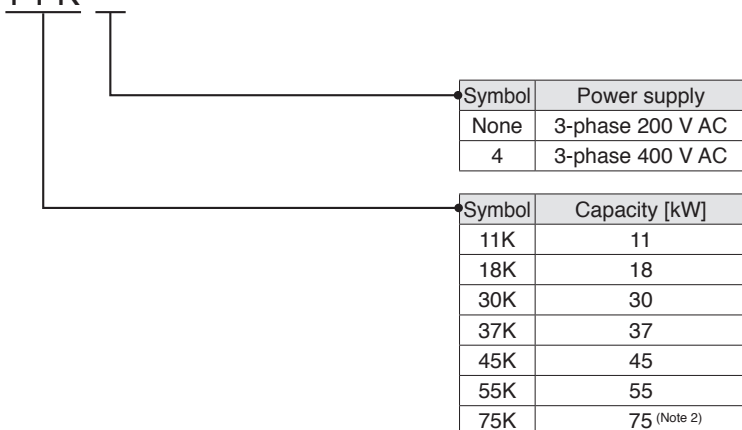 11K
Symbol Power supply
None 3-phase 200 V AC
4 3-phase 400 V AC
Symbol Capacity [kW]
11K 11
18K 18
30K 30
37K 37
45K 45
55K 55
75K 75 (Note 2)